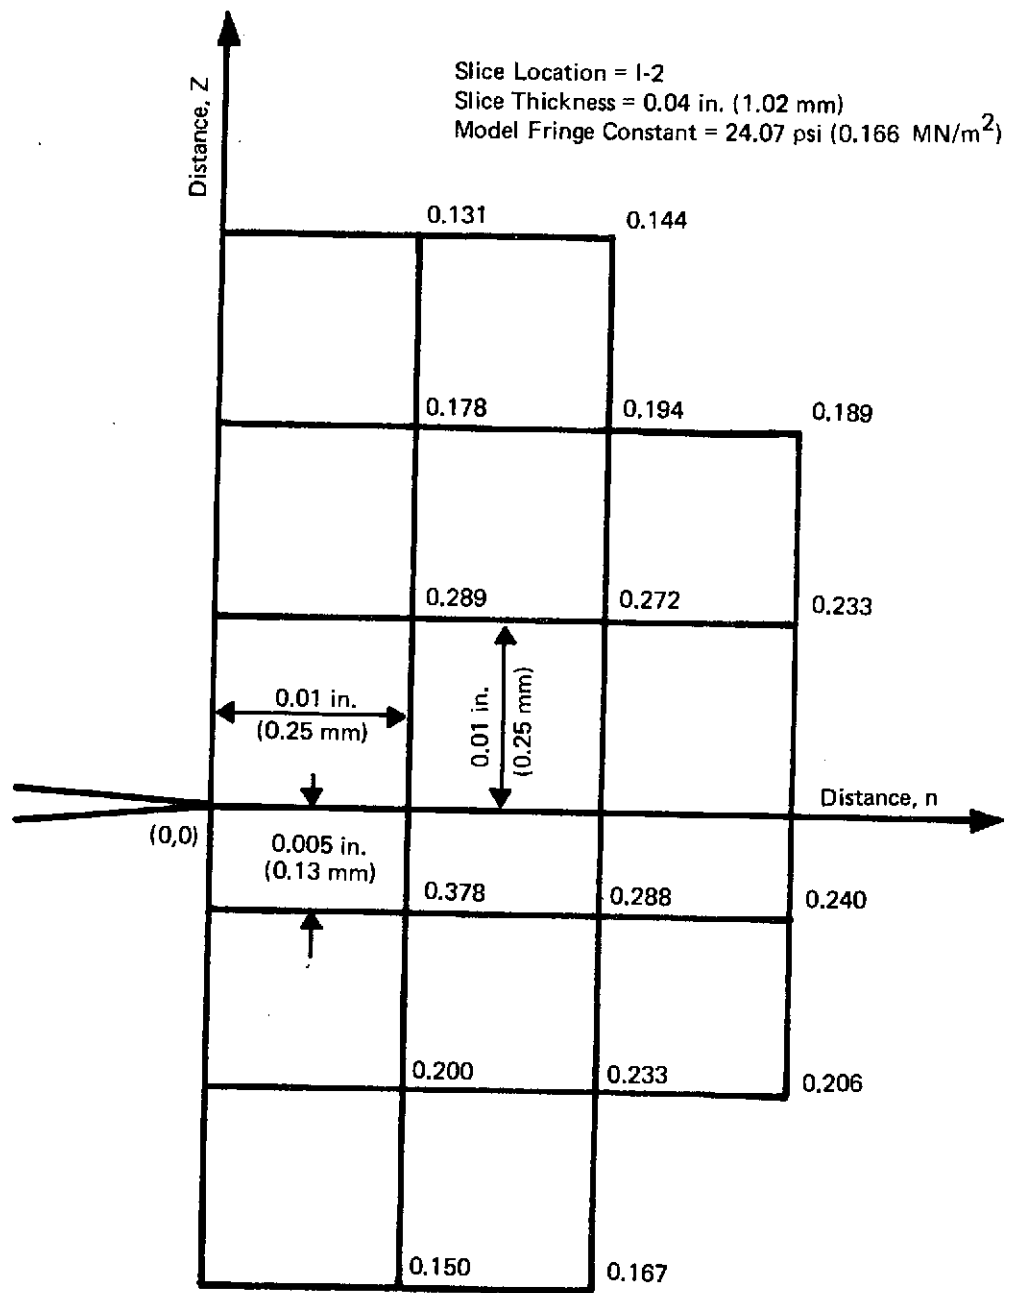 Distance, Z
Slice Location = I-2
Slice Thickness = 0.04 in. (1.02 mm)
Model Fringe Constant = 24.07 psi (0.166 MN/m²)
0.131
0.144
0.178
0.194
0.189
0.289
0.272
0.233
0.01 in.
(0.25 mm)
0.01 in.
(0.25 mm)
Distance, n
(0,0)
0.005 in.
(0.13 mm)
0.378
0.288
0.240
0.200
0.233
0.206
0.150
0.167